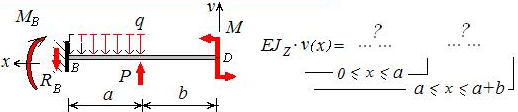 M_B q v M
x R_B B P D
a b
EJ_Z · v(x) = ?...... ?......
0 ≤ x ≤ a
a ≤ x ≤ a+b